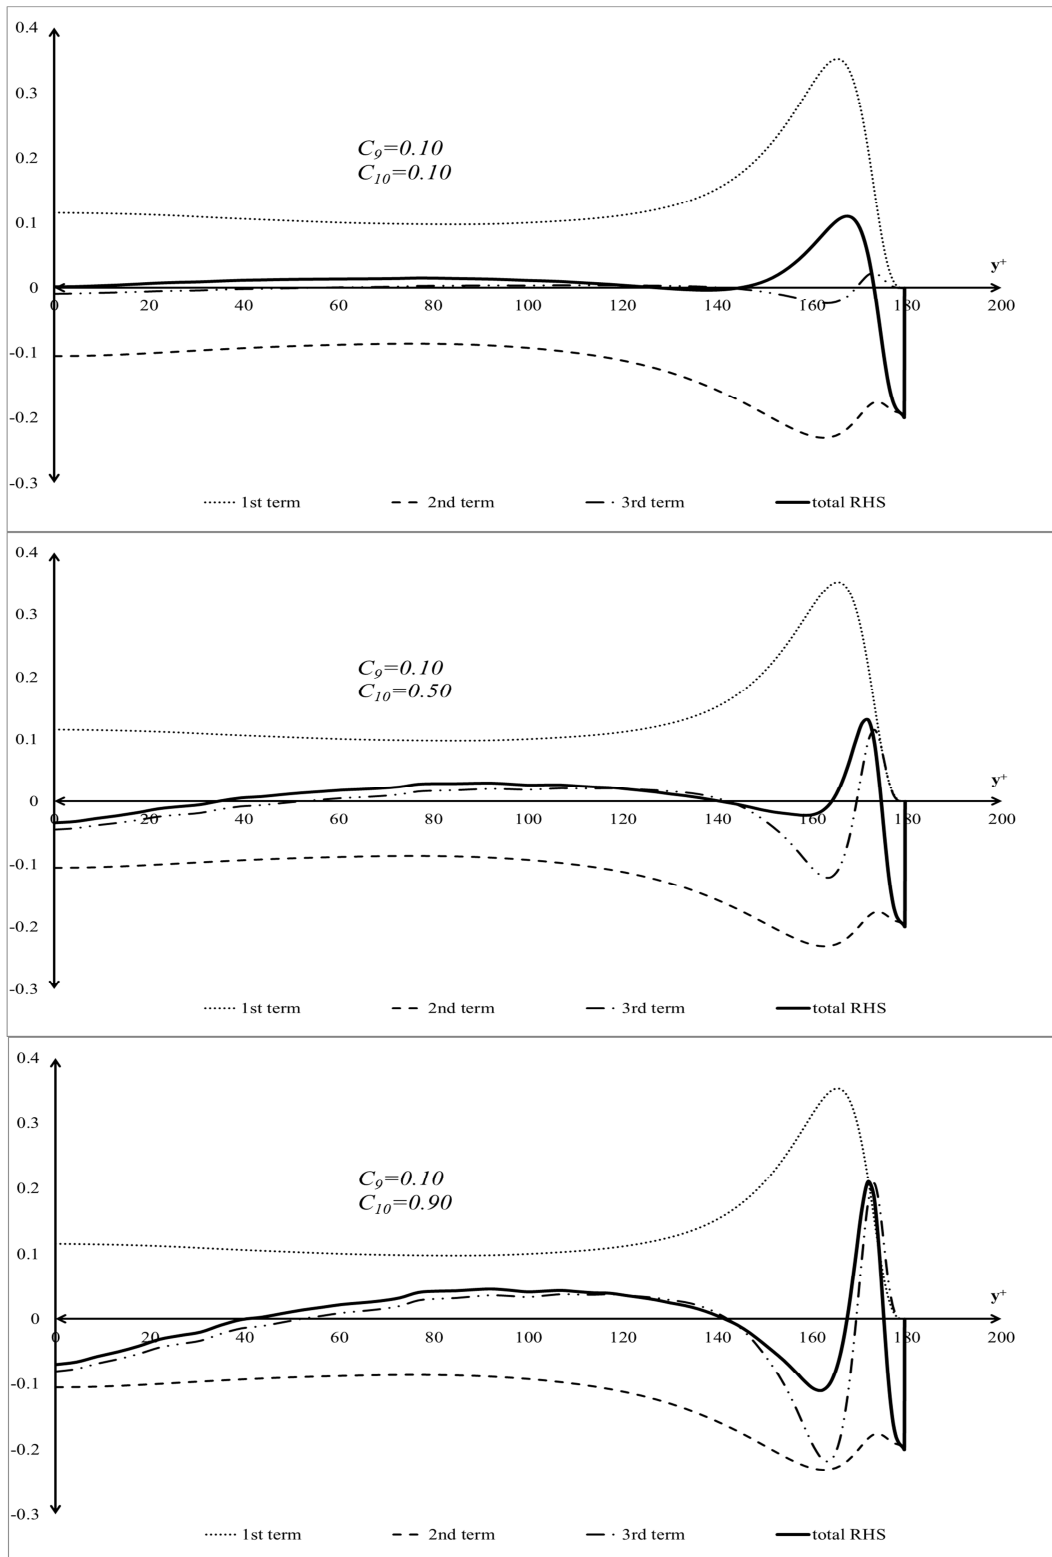 0.4
0.3
C9=0.10
0.2
C10=0.10
0.1
y+
0
0 20 40 60 80 100 120 140 160 180 200
-0.1
-0.2
-0.3
1st term 2nd term 3rd term total RHS
0.4
0.3
C9=0.10
0.2
C10=0.50
0.1
y+
0
0 20 40 60 80 100 120 140 160 180 200
-0.1
-0.2
-0.3
1st term 2nd term 3rd term total RHS
0.4
0.3
C9=0.10
0.2
C10=0.90
0.1
y+
0
0 20 40 60 80 100 120 140 160 180 200
-0.1
-0.2
-0.3
1st term 2nd term 3rd term total RHS